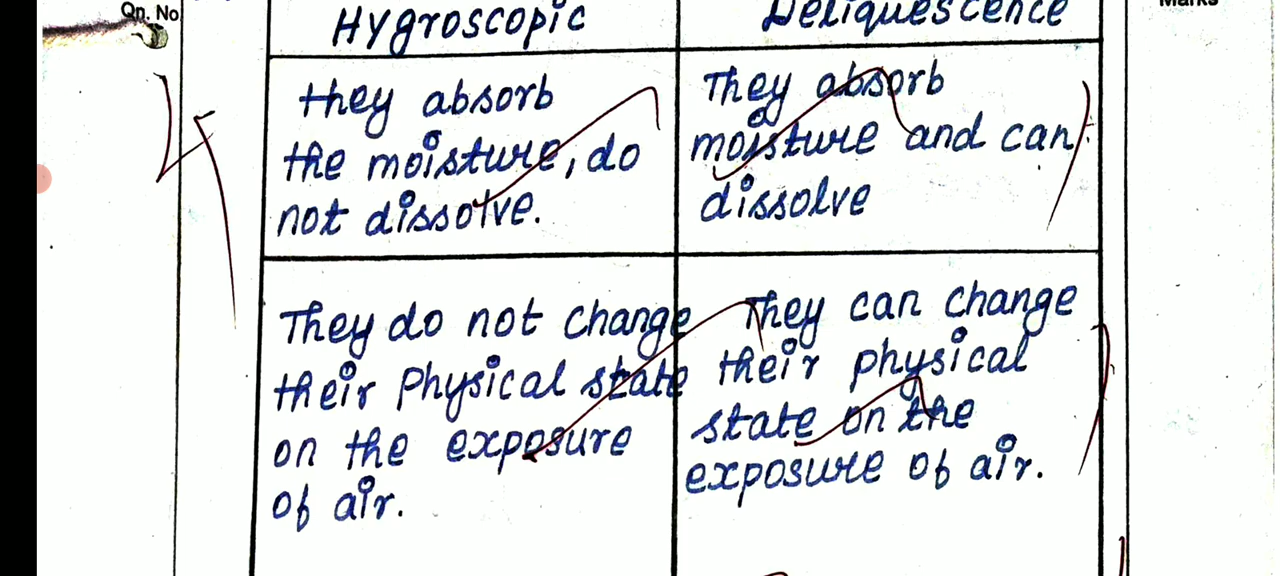 Qn. No
Marks
Hygroscopic
Deliquescence
they absorb
the moisture, do
not dissolve.
They absorb
moisture and can
dissolve
They do not change
their Physical state
on the exposure
of air.
They can change
their physical
state on the
exposure of air.